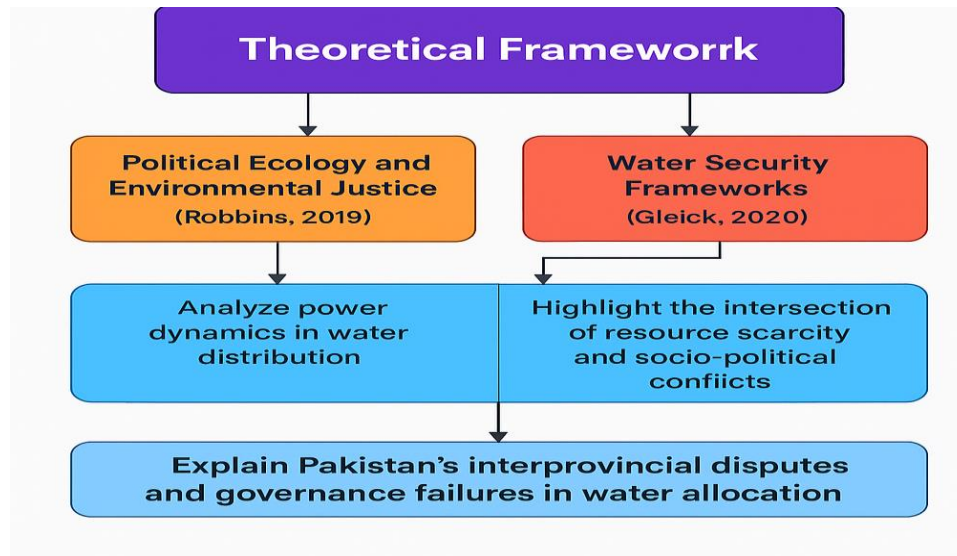 Theoretical Frameworrk
Political Ecology and
Environmental Justice
(Robbins, 2019)
Water Security
Frameworks
(Gleick, 2020)
Analyze power
dynamics in water
distribution
Highlight the intersection
of resource scarcity
and socio-political
confiicts
Explain Pakistan’s interprovincial disputes
and governance failures in water allocation